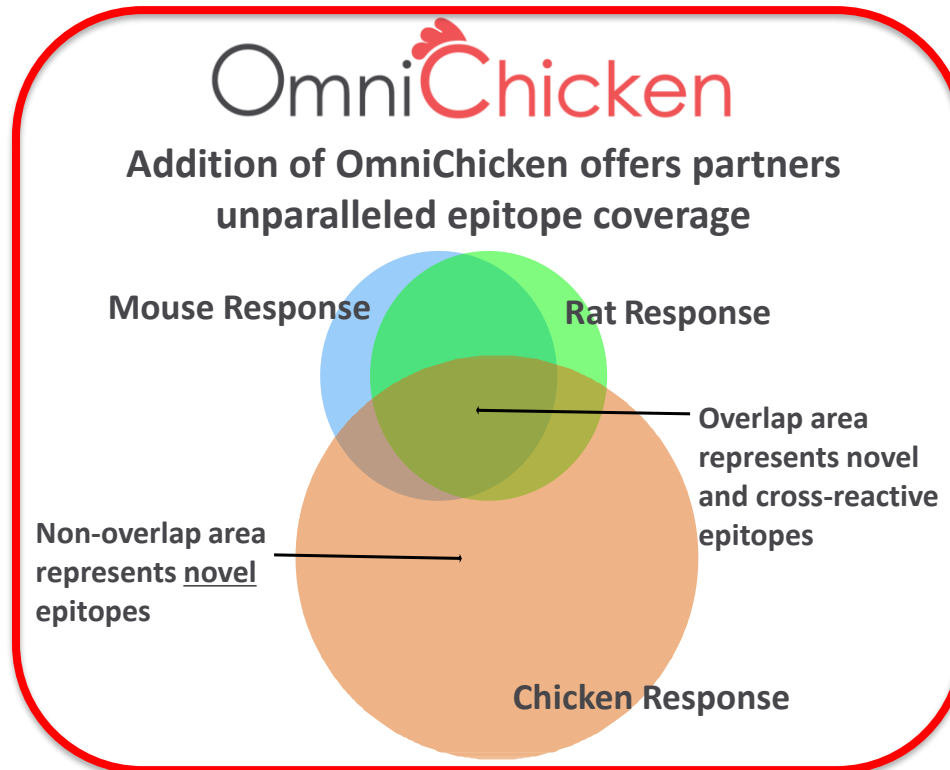 OmniChicken
Addition of OmniChicken offers partners
unparalleled epitope coverage
Mouse Response
Rat Response
Overlap area
represents novel
and cross-reactive
epitopes
Non-overlap area
represents novel
epitopes
Chicken Response